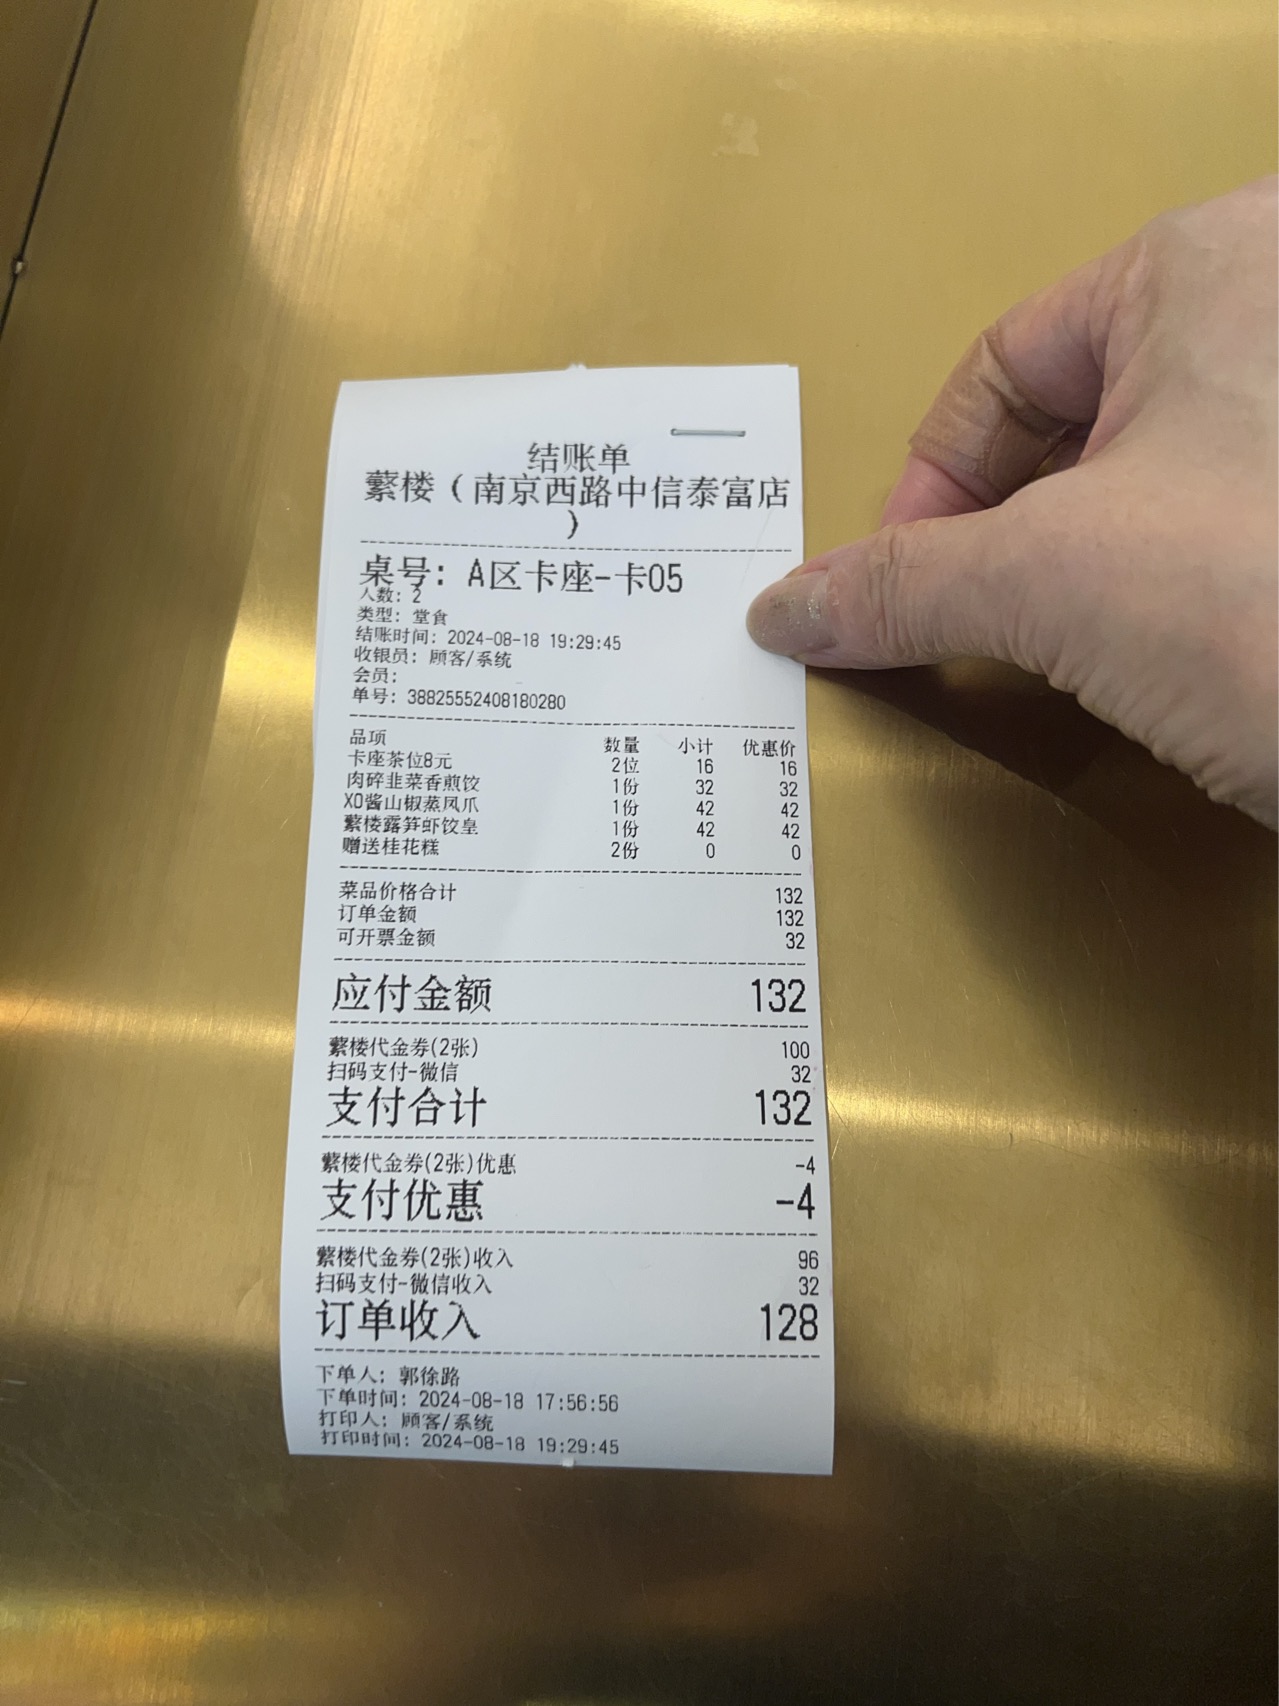 结账单
蘩楼（南京西路中信泰富店
）
桌号：A区卡座-卡05
人数：2
类型：堂食
结账时间：2024-08-18 19:29:45
收银员：顾客/系统
会员：
单号：38825552408180280
品项 数量 小计 优惠价
卡座茶位8元 2位 16 16
肉碎韭菜香煎饺 1份 32 32
XO酱山椒蒸凤爪 1份 42 42
蘩楼露笋虾饺皇 1份 42 42
赠送桂花糕 2份 0 0
菜品价格合计 132
订单金额 132
可开票金额 32
应付金额 132
蘩楼代金券(2张) 100
扫码支付-微信 32
支付合计 132
蘩楼代金券(2张)优惠 -4
支付优惠 -4
蘩楼代金券(2张)收入 96
扫码支付-微信收入 32
订单收入 128
下单人：郭徐路
下单时间：2024-08-18 17:56:56
打印人：顾客/系统
打印时间：2024-08-18 19:29:45